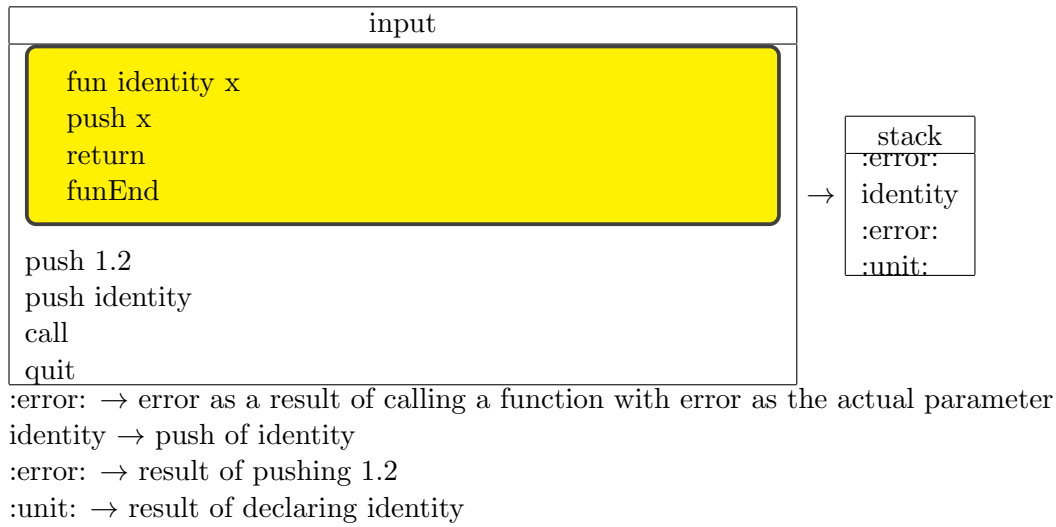 input
fun identity x
push x
return
funEnd
push 1.2
push identity
call
quit
→
stack
:error:
identity
:error:
:unit:
:error: → error as a result of calling a function with error as the actual parameter
identity → push of identity
:error: → result of pushing 1.2
:unit: → result of declaring identity